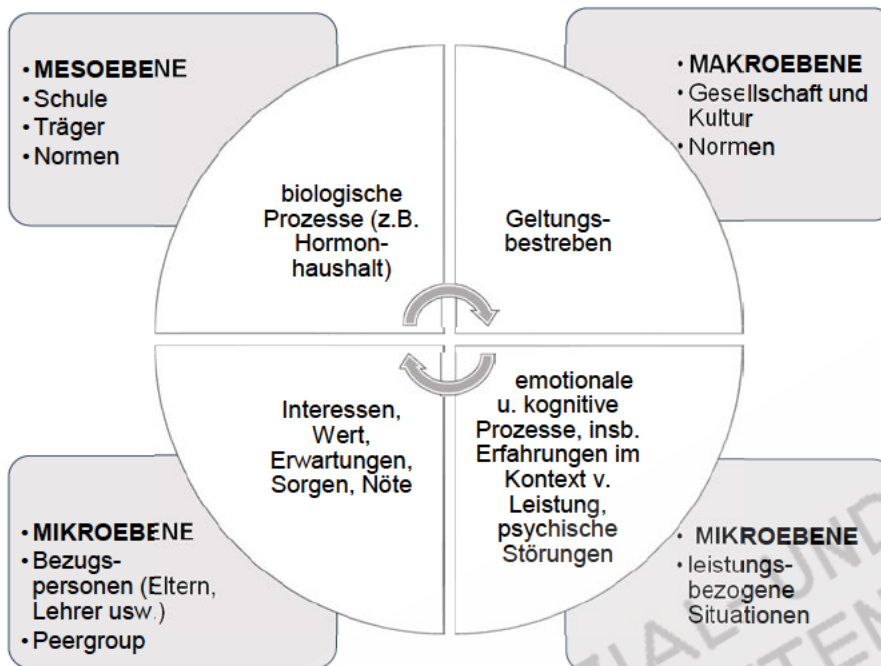 • MESOEBENE
• Schule
• Träger
• Normen
• MAKROEBENE
• Gesellschaft und
Kultur
• Normen
biologische
Prozesse (z.B.
Hormon-
haushalt)
Geltungs-
bestreben
Interessen,
Wert,
Erwartungen,
Sorgen, Nöte
emotionale
u. kognitive
Prozesse, insb.
Erfahrungen im
Kontext v.
Leistung,
psychische
Störungen
• MIKROEBENE
• Bezugs-
personen (Eltern,
Lehrer usw.)
• Peergroup
• MIKROEBENE
• leistungs-
bezogene
Situationen